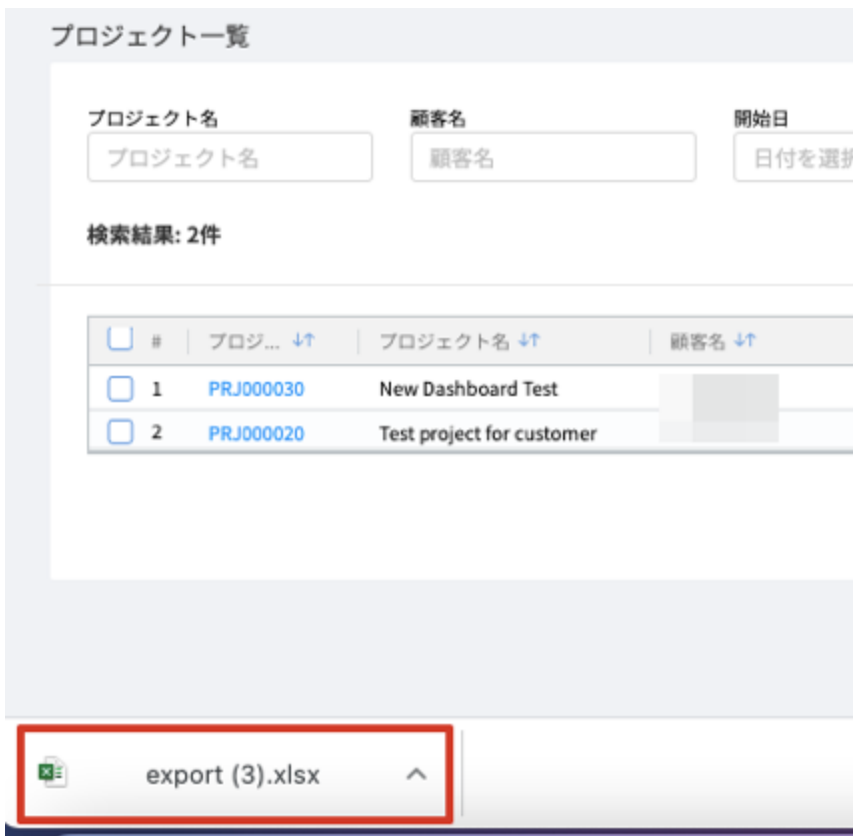 プロジェクト一覧
プロジェクト名 顧客名 開始日
プロジェクト名 顧客名 日付を選択
検索結果: 2件
# プロジ... プロジェクト名 顧客名
1 PRJ000030 New Dashboard Test
2 PRJ000020 Test project for customer
export (3).xlsx